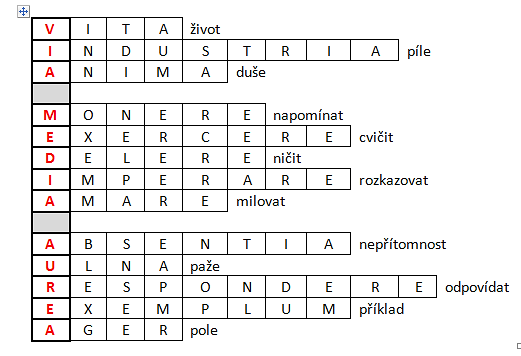 V I T A život
I N D U S T R I A píle
A N I M A duše
M O N E R E napomínat
E X E R C E R E cvičit
D E L E R E ničit
I M P E R A R E rozkazovat
A M A R E milovat
A B S E N T I A nepřítomnost
U L N A paže
R E S P O N D E R E odpovídat
E X E M P L U M příklad
A G E R pole